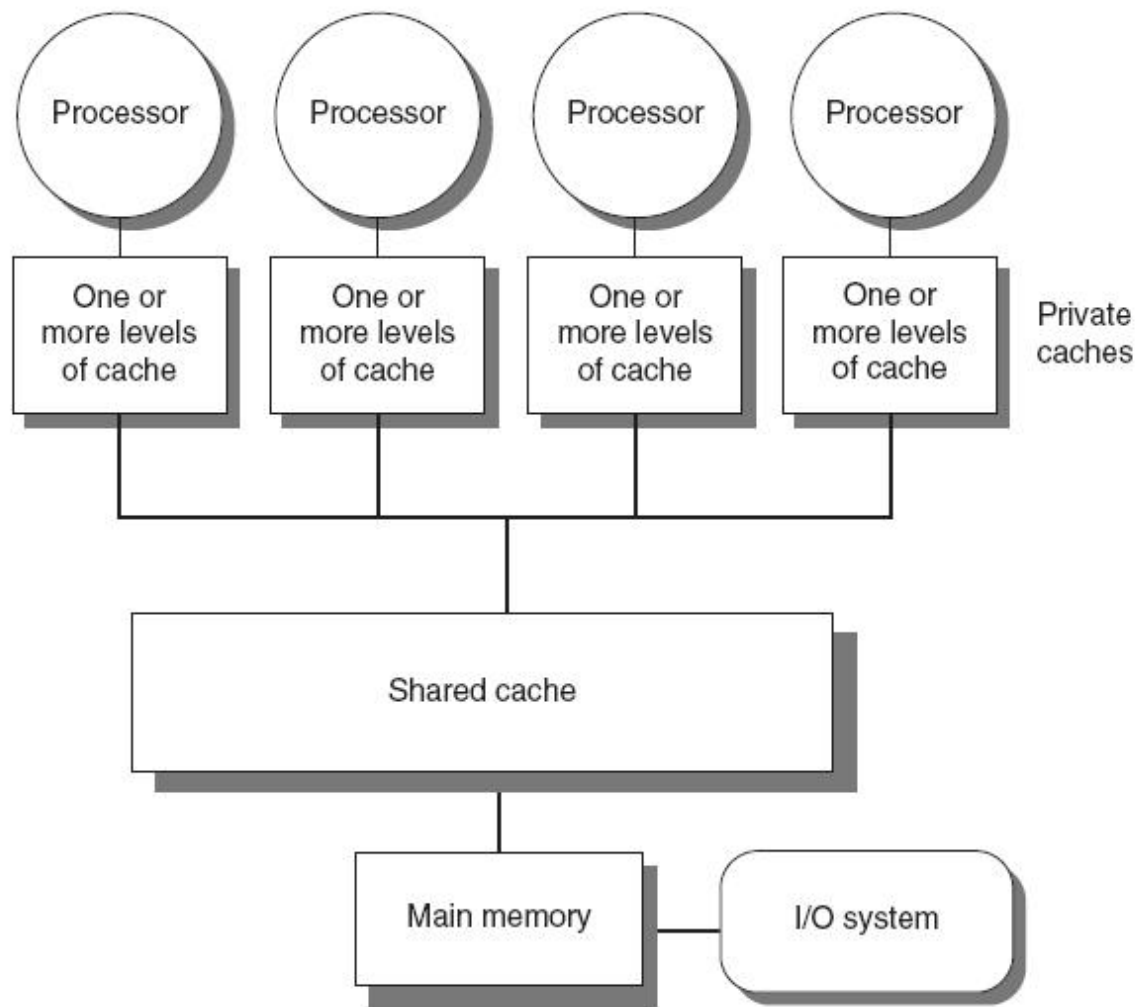 Processor
Processor
Processor
Processor
One or
more levels
of cache
One or
more levels
of cache
One or
more levels
of cache
One or
more levels
of cache
Private
caches
Shared cache
Main memory
I/O system